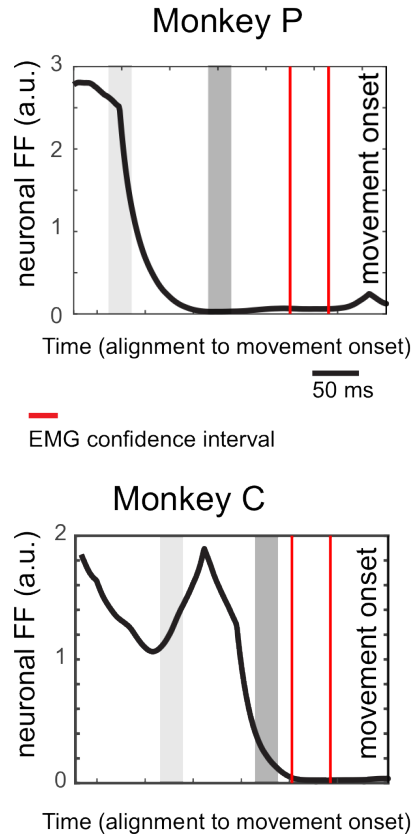 Monkey P
neuronal FF (a.u.)
3
2
1
0
movement onset
Time (alignment to movement onset)
50 ms
EMG confidence interval
Monkey C
neuronal FF (a.u.)
2
1
0
movement onset
Time (alignment to movement onset)